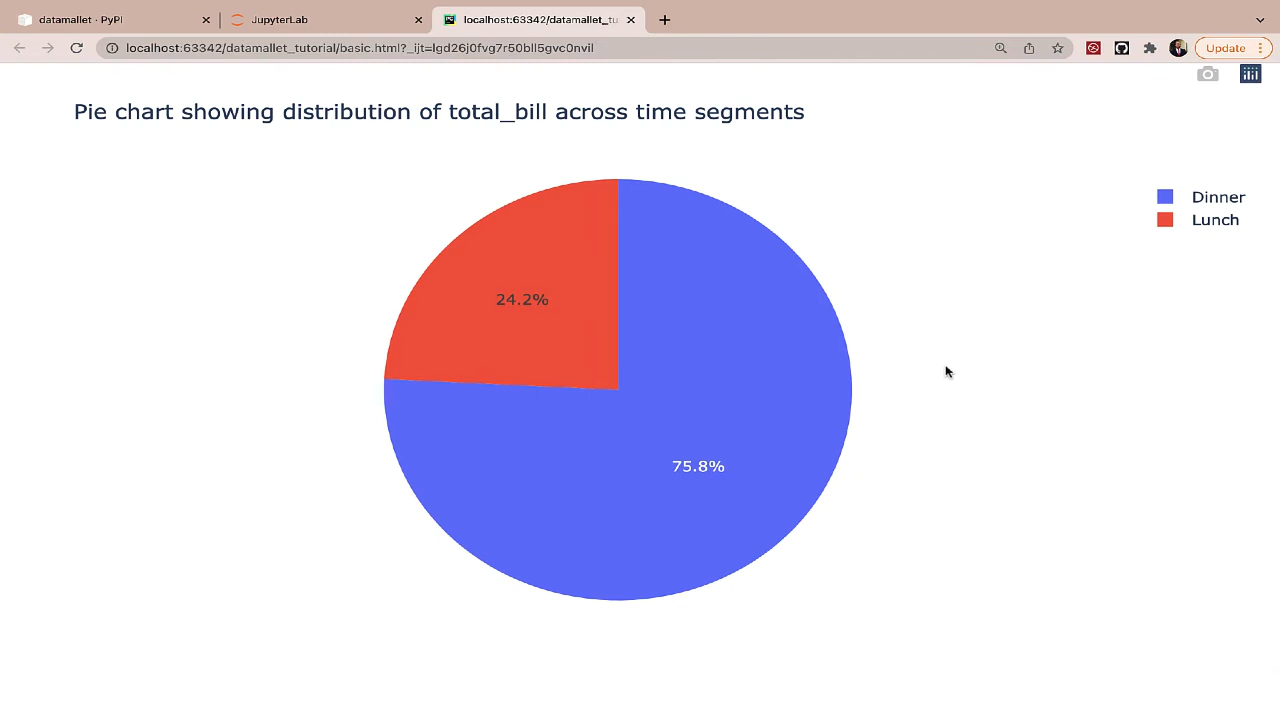 datamallet · PyPI
JupyterLab
localhost:63342/datamallet_tu
localhost:63342/datamallet_tutorial/basic.html?_ijt=lgd26j0fvg7r50bll5gvc0nvil
Update
Pie chart showing distribution of total_bill across time segments
Dinner
Lunch
24.2%
75.8%